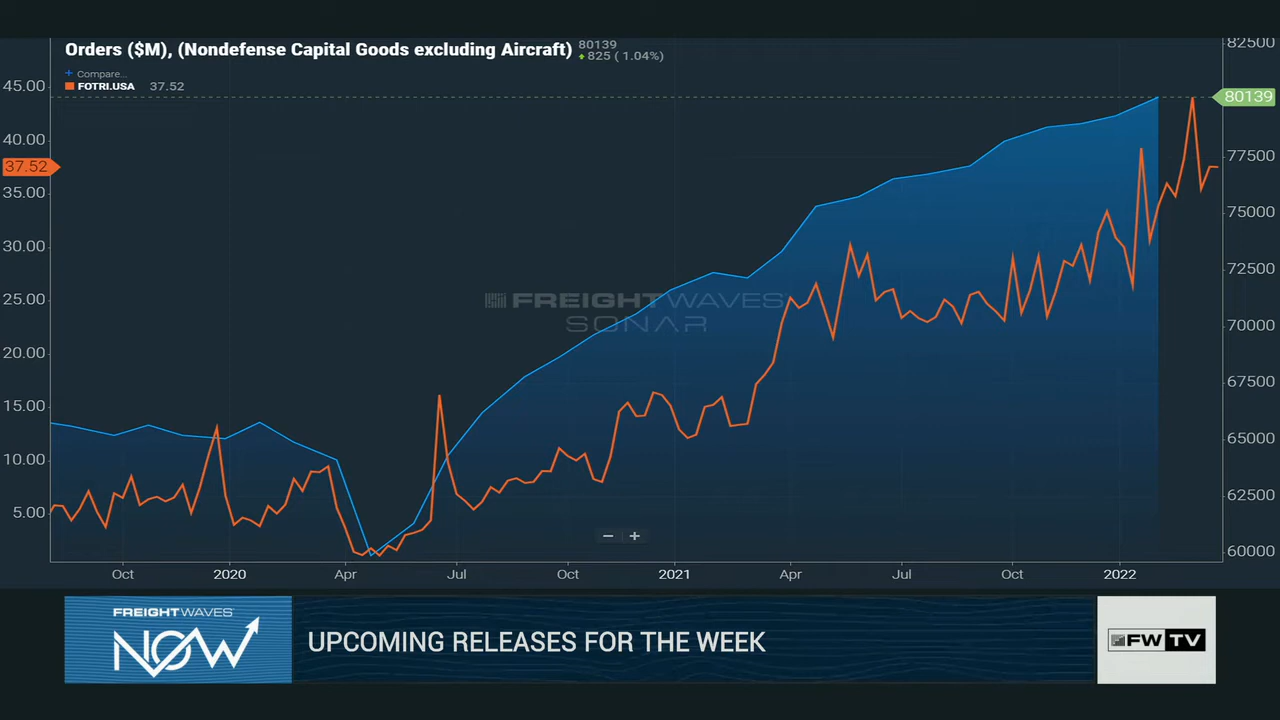 Orders ($M), (Nondefense Capital Goods excluding Aircraft)
80139
825 ( 1.04%)
+ Compare...
FOTRI.USA 37.52
45.00
40.00
37.52
35.00
30.00
25.00
20.00
15.00
10.00
5.00
82500
80139
77500
75000
72500
70000
67500
65000
62500
60000
FREIGHTWAVES
SONAR
− +
Oct 2020 Apr Jul Oct 2021 Apr Jul Oct 2022
FREIGHTWAVES
NOW
UPCOMING RELEASES FOR THE WEEK
FW TV